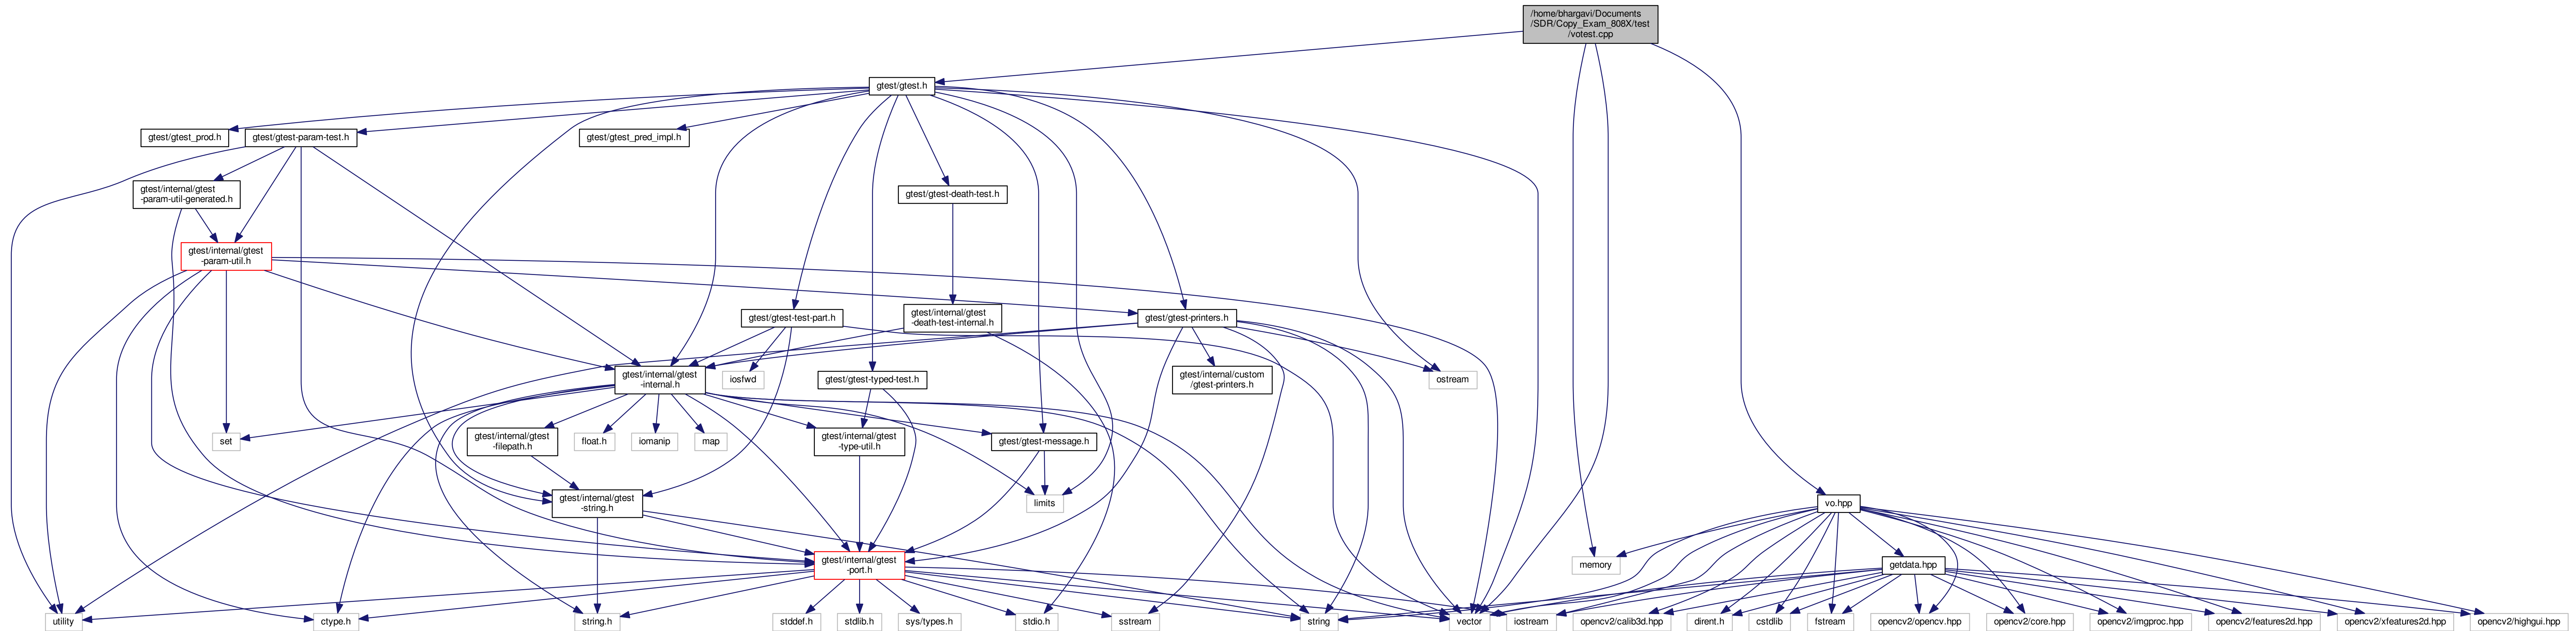 /home/bhargavi/Documents
/SDR/Copy_Exam_808X/test
/votest.cpp
gtest/gtest.h
gtest/gtest_prod.h
gtest/gtest-param-test.h
gtest/gtest_pred_impl.h
gtest/internal/gtest
-param-util-generated.h
gtest/gtest-death-test.h
gtest/internal/gtest
-param-util.h
gtest/gtest-test-part.h
gtest/internal/gtest
-death-test-internal.h
gtest/gtest-printers.h
gtest/internal/gtest
-internal.h
iosfwd
gtest/gtest-typed-test.h
gtest/internal/custom
/gtest-printers.h
ostream
set
gtest/internal/gtest
-filepath.h
float.h
iomanip
map
gtest/internal/gtest
-type-util.h
gtest/gtest-message.h
gtest/internal/gtest
-string.h
limits
vo.hpp
gtest/internal/gtest
-port.h
memory
getdata.hpp
utility
ctype.h
string.h
stddef.h
stdlib.h
sys/types.h
stdio.h
sstream
string
vector
iostream
opencv2/calib3d.hpp
dirent.h
cstdlib
fstream
opencv2/opencv.hpp
opencv2/core.hpp
opencv2/imgproc.hpp
opencv2/features2d.hpp
opencv2/xfeatures2d.hpp
opencv2/highgui.hpp